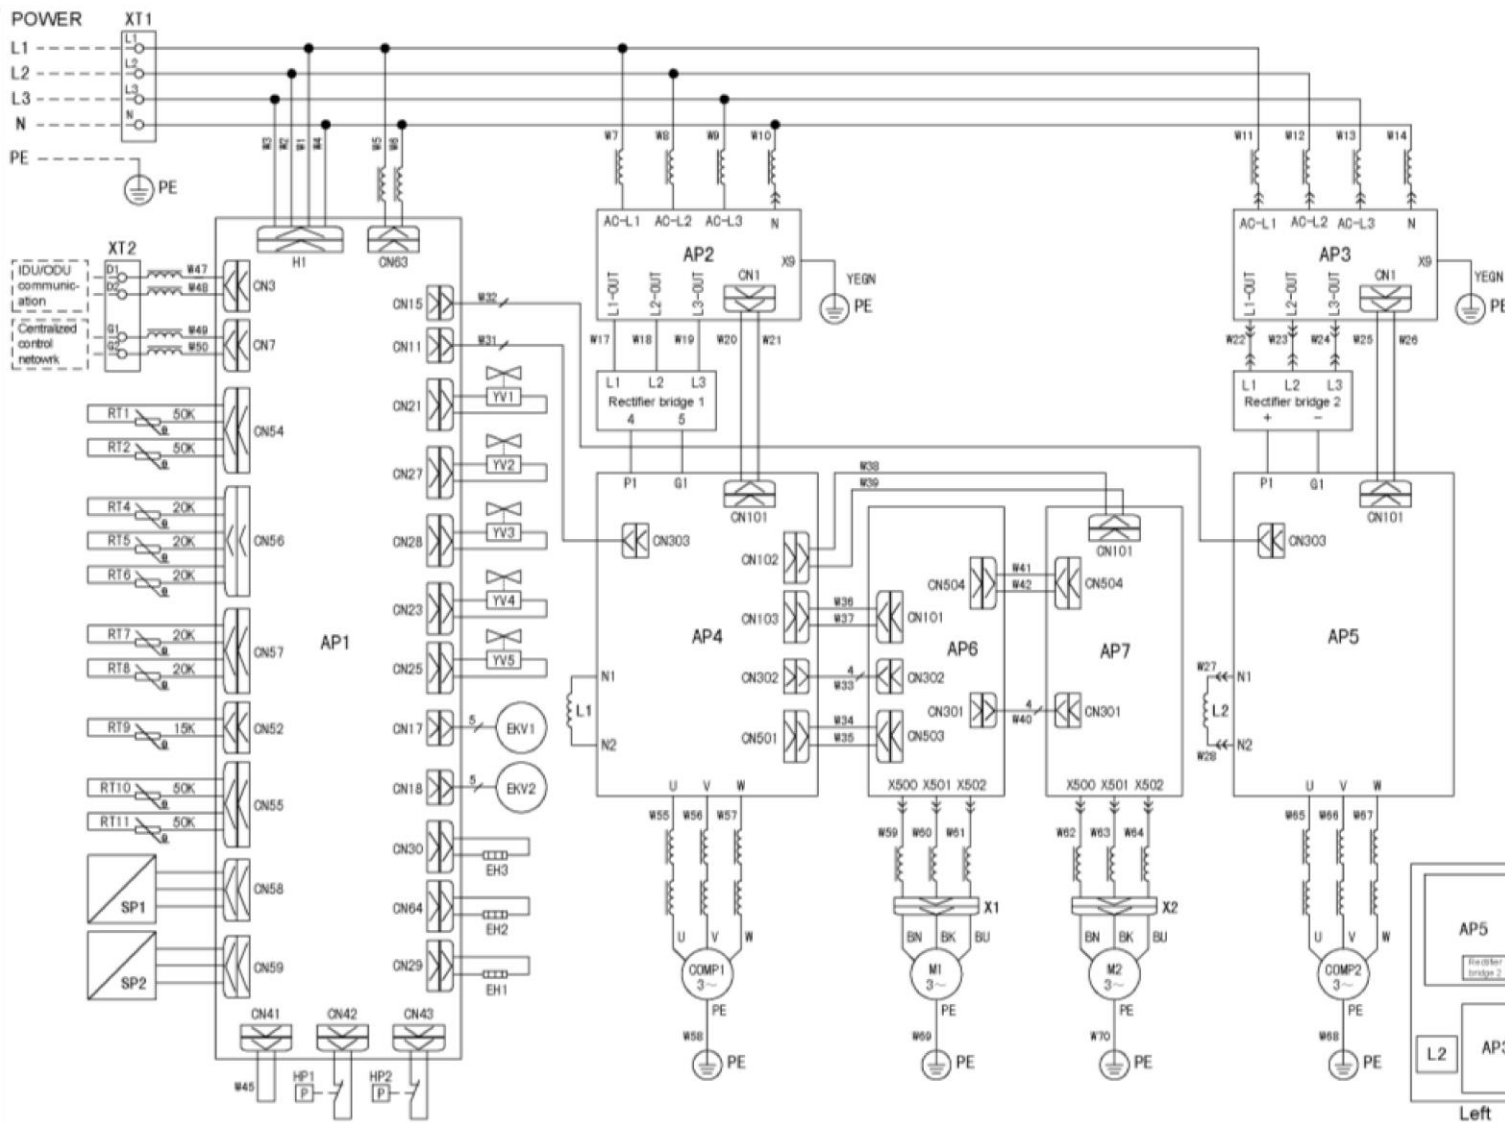 POWER XT1
L1 L1
L2 L2
L3 L3
N N
PE
PE
W3 W2 W1 W4 W5 W6 W7 W8 W9 W10 W11 W12 W13 W14
H1 CN63
XT2
IDU/ODU
communic-
ation
D1 W47
D2 W48
CN3
Centralized
control
netowrk
G1 W49
G2 W50
CN7
RT1 50K
RT2 50K
CN54
RT4 20K
RT5 20K
RT6 20K
CN56
RT7 20K
RT8 20K
CN57
RT9 15K
CN52
RT10 50K
RT11 50K
CN55
SP1
CN58
SP2
CN59
AP1
CN41 CN42 CN43
W45 HP1 P HP2 P
CN15 W32
CN11 W31
CN21 YV1
CN27 YV2
CN28 YV3
CN23 YV4
CN25 YV5
CN17 5 EKV1
CN18 5 EKV2
CN30 EH3
CN64 EH2
CN29 EH1
AC-L1 AC-L2 AC-L3 N
AP2
X9
YEGN
PE
L1-OUT L2-OUT L3-OUT
CN1
W17 W18 W19 W20 W21
L1 L2 L3
Rectifier bridge 1
4 5
P1 G1
CN101
CN303
CN102
CN103
AP4
CN302
CN501
N1
L1
N2
U V W
W55 W56 W57
U V W
COMP1
3~
PE
W58
PE
W38
W39
W36
W37
4
W33
W34
W35
CN504
CN101
AP6
CN302
CN301
CN503
X500 X501 X502
W59 W60 W61
X1
BN BK BU
M1
3~
PE
W69
PE
W41
W42
4
W40
CN101
CN504
AP7
CN301
X500 X501 X502
W62 W63 W64
X2
BN BK BU
M2
3~
PE
W70
PE
AC-L1 AC-L2 AC-L3 N
AP3
X9
YEGN
PE
L1-OUT L2-OUT L3-OUT
CN1
W22 W23 W24 W25 W26
L1 L2 L3
Rectifier bridge 2
+ -
P1 G1
CN101
CN303
AP5
W27 N1
L2
W28 N2
U V W
W65 W66 W67
U V W
COMP2
3~
PE
W68
PE
AP5
Rectifier
bridge 2
L2
AP3
Left